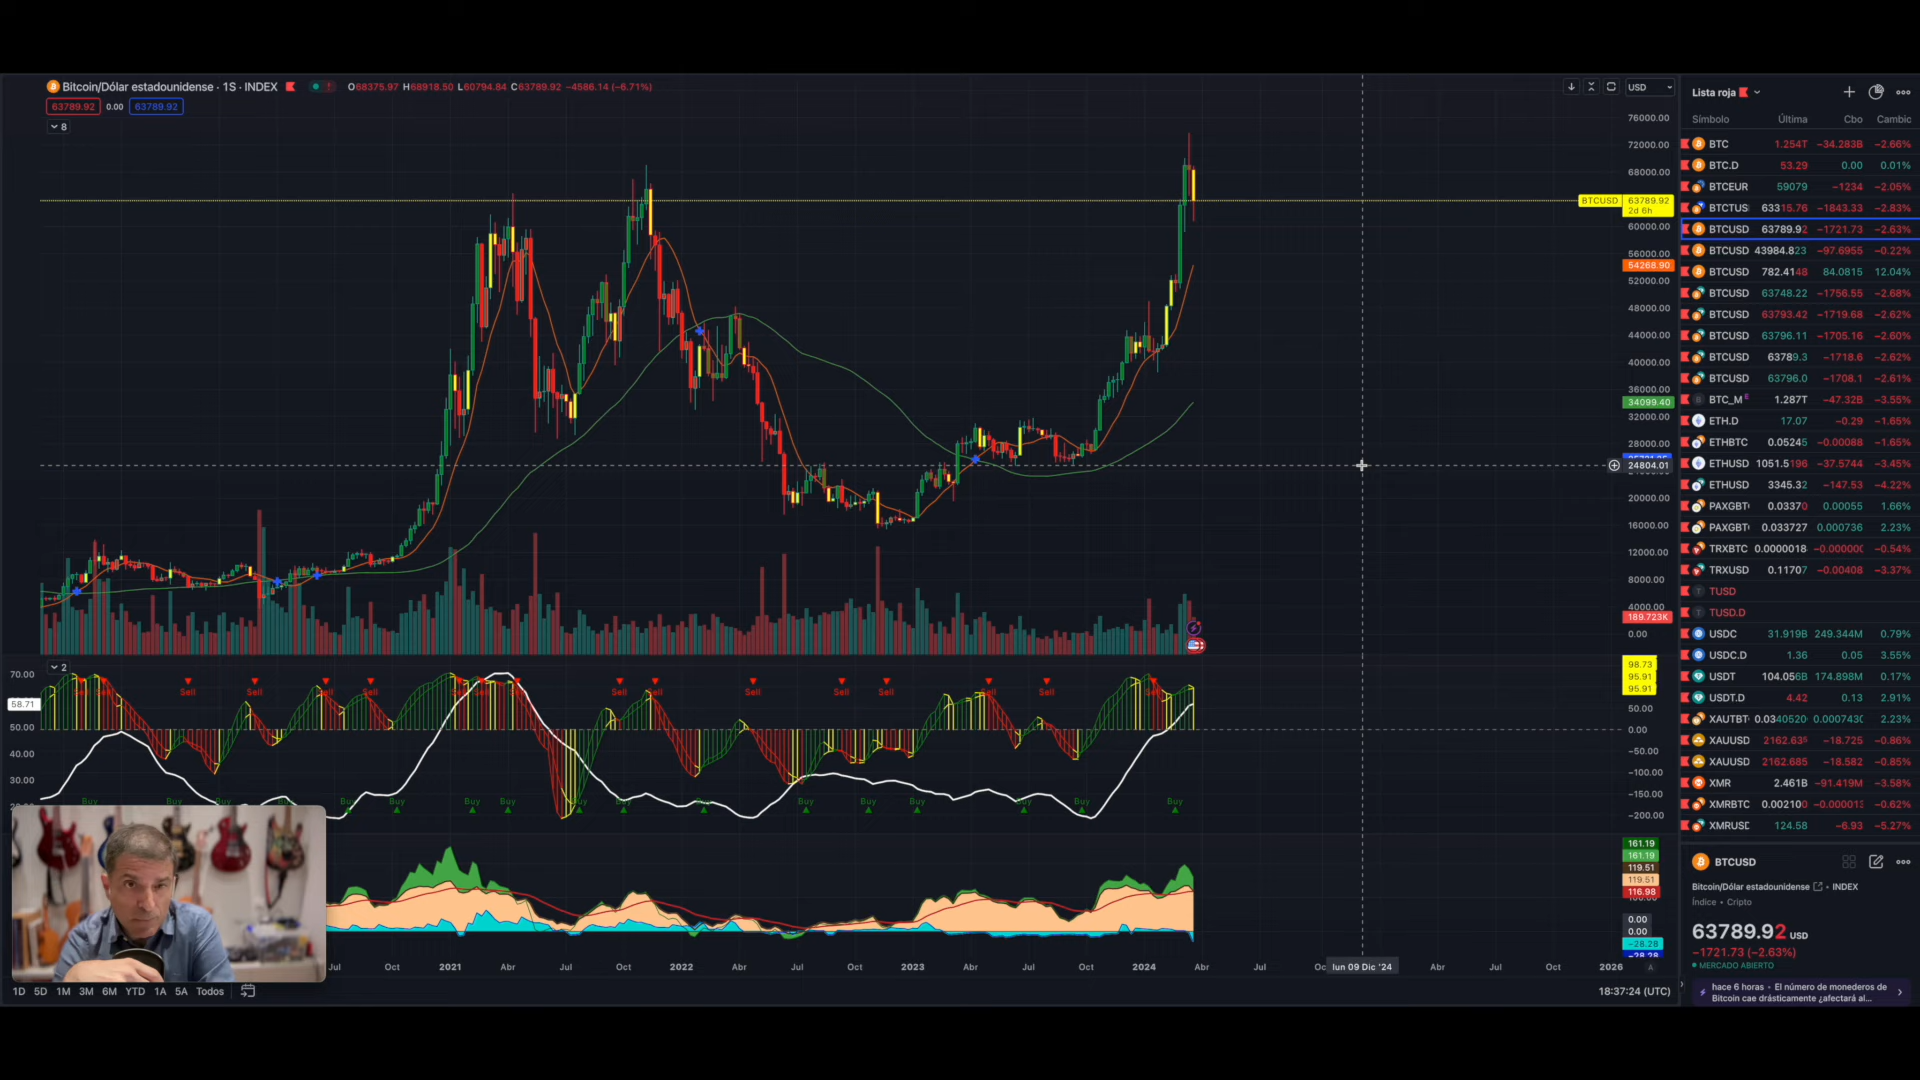 Bitcoin/Dólar estadounidense · 1S · INDEX O68375.97 H68918.50 L60794.84 C63789.92 −4586.14 (−6.71%)
63789.92 0.00 63789.92
8
USD
76000.00
72000.00
68000.00
BTCUSD 63789.92
2d 6h
60000.00
56000.00
54268.90
52000.00
48000.00
44000.00
40000.00
36000.00
34099.40
32000.00
28000.00
24804.01
20000.00
16000.00
12000.00
8000.00
4000.00
189.723K
0.00
2
70.00
58.71
50.00
40.00
30.00
Sell Sell Sell Sell Sell Sell Sell Sell Sell Sell Sell
Buy Buy Buy Buy Buy Buy Buy Buy Buy Buy Buy Buy Buy
98.73
95.91
95.91
50.00
0.00
−50.00
−100.00
−150.00
−200.00
161.19
161.19
119.51
119.51
116.98
0.00
0.00
−28.28
−28.28
Jul Oct 2021 Apr Jul Oct 2022 Apr Jul Oct 2023 Apr Jul Oct 2024 Apr Jul lun 09 Dic '24 Apr Jul Oct 2026 A
1D 5D 1M 3M 6M YTD 1A 5A Todos
18:37:24 (UTC)
Lista roja
Símbolo Última Cbo Cambic
BTC 1.254T −34.283B −2.66%
BTC.D 53.29 0.00 0.01%
BTCEUR 59079 −1234 −2.05%
BTCTUS 63315.76 −1843.33 −2.83%
BTCUSD 63789.92 −1721.73 −2.63%
BTCUSD 43984.823 −97.6955 −0.22%
BTCUSD 782.4148 84.0815 12.04%
BTCUSD 63748.22 −1756.55 −2.68%
BTCUSD 63793.42 −1719.68 −2.62%
BTCUSD 63796.11 −1705.16 −2.60%
BTCUSD 63789.3 −1718.6 −2.62%
BTCUSD 63796.0 −1708.1 −2.61%
BTC_M E 1.287T −47.32B −3.55%
ETH.D 17.07 −0.29 −1.65%
ETHBTC 0.05245 −0.00088 −1.65%
ETHUSD 1051.5196 −37.5744 −3.45%
ETHUSD 3345.32 −147.53 −4.22%
PAXGBT 0.03370 0.00055 1.66%
PAXGBT 0.033727 0.000736 2.23%
TRXBTC 0.0000018 −0.00000 −0.54%
TRXUSD 0.11707 −0.00408 −3.37%
TUSD
TUSD.D
USDC 31.919B 249.344M 0.79%
USDC.D 1.36 0.05 3.55%
USDT 104.056B 174.898M 0.17%
USDT.D 4.42 0.13 2.91%
XAUTBT 0.0340520 0.000743 2.23%
XAUUSD 2162.635 −18.725 −0.86%
XAUUSD 2162.685 −18.582 −0.85%
XMR 2.461B −91.419M −3.58%
XMRBTC 0.002100 −0.000013 −0.62%
XMRUSD 124.58 −6.93 −5.27%
BTCUSD
Bitcoin/Dólar estadounidense • INDEX
Índice • Cripto
63789.92 USD
−1721.73 (−2.63%)
MERCADO ABIERTO
hace 6 horas • El número de monederos de
Bitcoin cae drásticamente ¿afectará al...